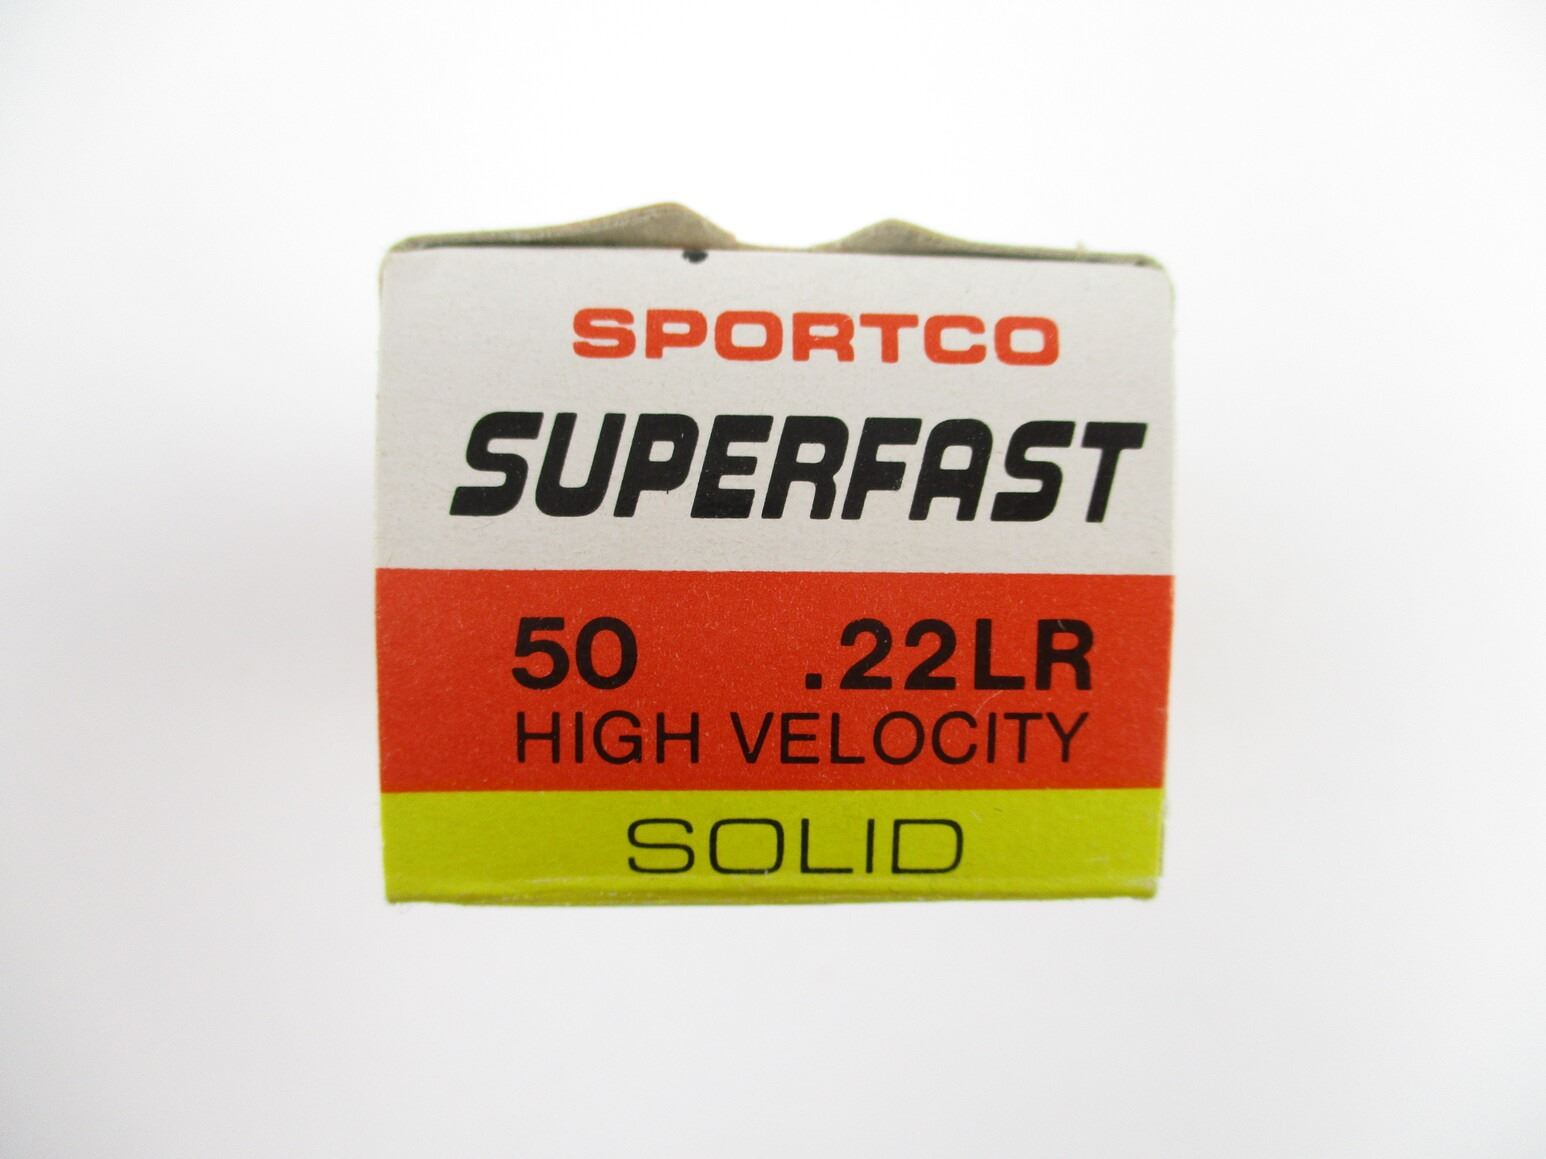 SPORTCO
SUPERFAST
50 .22LR
HIGH VELOCITY
SOLID